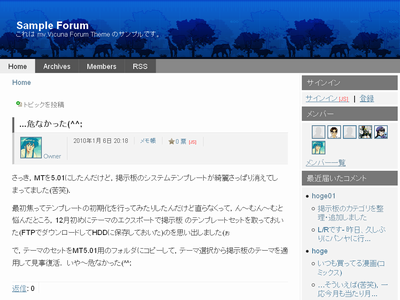 Sample Forum
これは mv.Vicuna Forum Theme のサンプルです。
Home
Archives
Members
RSS
Home
トピックを投稿
...危なかった(^^;
Owner
2010年1月6日 20:18
メモ帳
0 票
さっき、MTを5.01にしたんだけど、掲示板のシステムテンプレートが綺麗さっぱり消えてし
まってました(苦笑)。
最初焦ってテンプレートの初期化を行ってみたりしたんだけど直らなくって、ん〜む〜ん〜むと
悩んだところ、12月初めにテーマのエクスポートで掲示板 のテンプレートセットを取っておい
た(FTPでダウンロードしてHDDに保存しておいた)のを思い出しました(ぉ
で、テーマのセットをMT5.01用のフォルダにコピーして、テーマ選択から掲示板のテーマを適
用して見事復活、いや〜危なかった(^^;
返信: 0
サインイン
サインイン | 登録
メンバー
メンバー一覧
最近届いたコメント
hoge01
掲示板のカテゴリを整理・追加しました
L/Rです・昨日、久しぶりにバンヤに行...
hoge
いつも買ってる漫画(コミックス)
...そういえば(苦笑)、一応今月も当たり月...